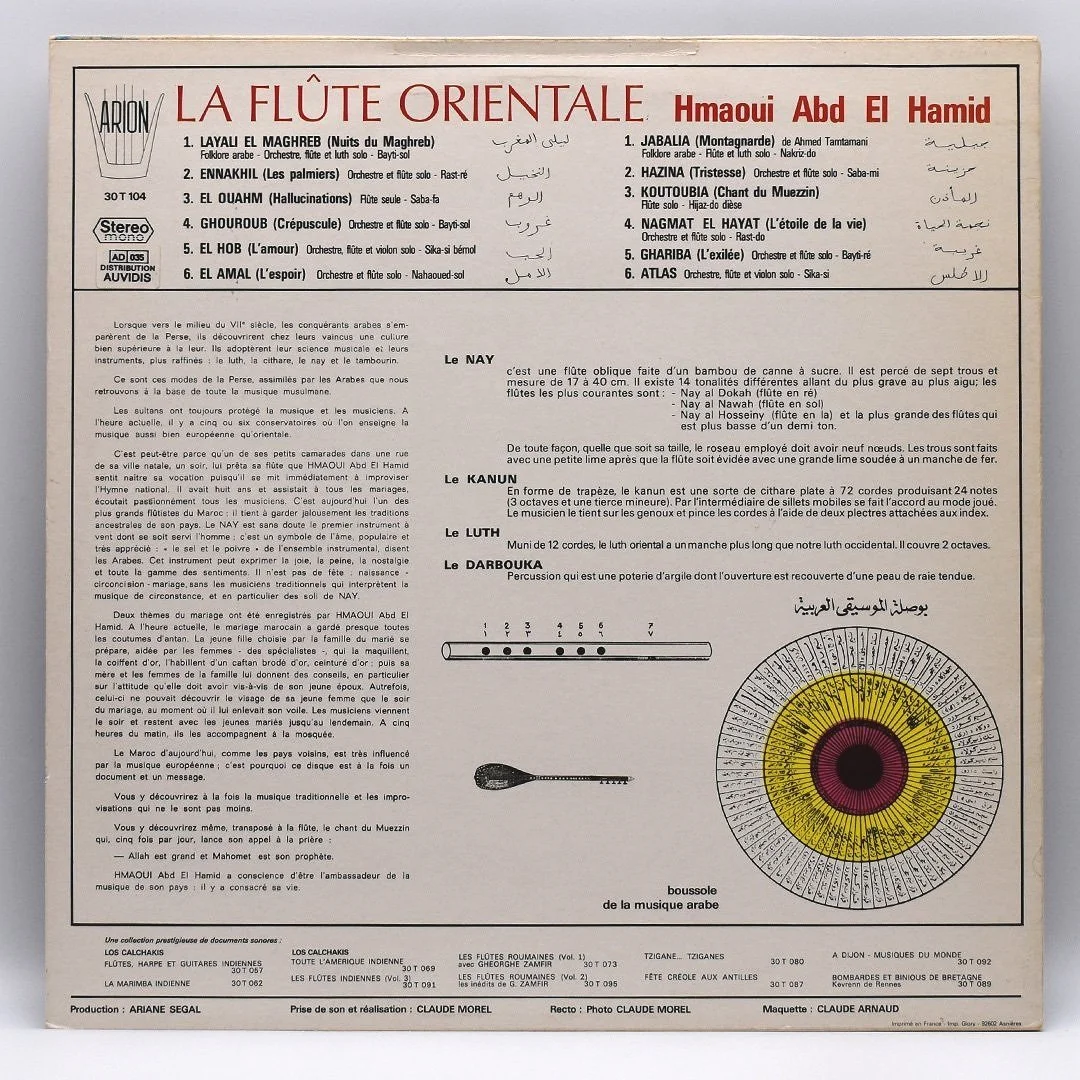 ARION
LA FLÛTE ORIENTALE Hmaoui Abd El Hamid
30 T 104
Stereo
mono
AD 035
DISTRIBUTION
AUVIDIS
1. LAYALI EL MAGHREB (Nuits du Maghreb)
Folklore arabe - Orchestre, flûte et luth solo - Bayti-sol
ليلى المغرب
2. ENNAKHIL (Les palmiers) Orchestre et flûte solo - Rast-ré
النخيل
3. EL OUAHM (Hallucinations) Flûte seule - Saba-fa
الوهم
4. GHOUROUB (Crépuscule) Orchestre et flûte solo - Bayti-sol
غروب
5. EL HOB (L'amour) Orchestre, flûte et violon solo - Sika-si bémol
الحب
6. EL AMAL (L'espoir) Orchestre et flûte solo - Nahaoued-sol
الامل
1. JABALIA (Montagnarde) de Ahmed Tamtamani
Folklore arabe - Flûte et luth solo - Nakriz-do
جبلية
2. HAZINA (Tristesse) Orchestre et flûte solo - Saba-mi
حزينة
3. KOUTOUBIA (Chant du Muezzin)
Flûte solo - Hijaz-do dièse
4. NAGMAT EL HAYAT (L'étoile de la vie)
Orchestre et flûte solo - Rast-do
نجمة الحياة
5. GHARIBA (L'exilée) Orchestre et flûte solo - Bayti-ré
غريبة
6. ATLAS Orchestre, flûte et violon solo - Sika-si
الاطلس
Lorsque vers le milieu du VIIe siècle, les conquérants arabes s'em-
parèrent de la Perse, ils découvrirent chez leurs vaincus une culture
bien supérieure à la leur. Ils adoptèrent leur science musicale et leurs
instruments, plus raffinés : le luth, la cithare, le nay et le tambourin.
Ce sont ces modes de la Perse, assimilés par les Arabes que nous
retrouvons à la base de toute la musique musulmane.
Les sultans ont toujours protégé la musique et les musiciens. A
l'heure actuelle, il y a cinq ou six conservatoires où l'on enseigne la
musique aussi bien européenne qu'orientale.
C'est peut-être parce qu'un de ses petits camarades dans une rue
de sa ville natale, un soir, lui prêta sa flûte que HMAOUI Abd El Hamid
sentit naitre sa vocation puisqu'il se mit immédiatement à improviser
l'Hymne national. Il avait huit ans et assistait à tous les mariages,
écoutait passionnément tous les musiciens. C'est aujourd'hui l'un des
plus grands flûtistes du Maroc ; il tient à garder jalousement les traditions
ancestrales de son pays. Le NAY est sans doute le premier instrument à
vent dont se soit servi l'homme ; c'est un symbole de l'âme, populaire et
très apprécié : « le sel et le poivre » de l'ensemble instrumental, disent
les Arabes. Cet instrument peut exprimer la joie, la peine, la nostalgie
et toute la gamme des sentiments. Il n'est pas de fête : naissance -
circoncision - mariage, sans les musiciens traditionnels qui interprètent la
musique de circonstance, et en particulier des soli de NAY.
Deux thèmes du mariage ont été enregistrés par HMAOUI Abd El
Hamid. A l'heure actuelle, le mariage marocain a gardé presque toutes
les coutumes d'antan. La jeune fille choisie par la famille du marié se
prépare, aidée par les femmes - des spécialistes -, qui la maquillent,
la coiffent d'or, l'habillent d'un caftan brodé d'or, ceinturé d'or ; puis sa
mère et les femmes de la famille lui donnent des conseils, en particulier
sur l'attitude qu'elle doit avoir vis-à-vis de son jeune époux. Autrefois,
celui-ci ne pouvait découvrir le visage de sa jeune femme que le soir
du mariage, au moment où il lui enlevait son voile. Les musiciens viennent
le soir et restent avec les jeunes mariés jusqu'au lendemain. A cinq
heures du matin, ils les accompagnent à la mosquée.
Le Maroc d'aujourd'hui, comme les pays voisins, est très influencé
par la musique européenne ; c'est pourquoi ce disque est à la fois un
document et un message.
Vous y découvrirez à la fois la musique traditionnelle et les impro-
visations qui ne le sont pas moins.
Vous y découvrirez même, transposé à la flûte, le chant du Muezzin
qui, cinq fois par jour, lance son appel à la prière :
— Allah est grand et Mahomet est son prophète.
HMAOUI Abd El Hamid a conscience d'être l'ambassadeur de la
musique de son pays : il y a consacré sa vie.
Le NAY
c'est une flûte oblique faite d'un bambou de canne à sucre. Il est percé de sept trous et
mesure de 17 à 40 cm. Il existe 14 tonalités différentes allant du plus grave au plus aigu; les
flûtes les plus courantes sont : - Nay al Dokah (flûte en ré)
- Nay al Nawah (flûte en sol)
- Nay al Hosseiny (flûte en la) et la plus grande des flûtes qui
est plus basse d'un demi ton.
De toute façon, quelle que soit sa taille, le roseau employé doit avoir neuf nœuds. Les trous sont faits
avec une petite lime après que la flûte soit évidée avec une grande lime soudée à un manche de fer.
Le KANUN
En forme de trapèze, le kanun est une sorte de cithare plate à 72 cordes produisant 24 notes
(3 octaves et une tierce mineure). Par l'intermédiaire de sillets mobiles se fait l'accord au mode joué.
Le musicien le tient sur les genoux et pince les cordes à l'aide de deux plectres attachées aux index.
Le LUTH
Muni de 12 cordes, le luth oriental a un manche plus long que notre luth occidental. Il couvre 2 octaves.
Le DARBOUKA
Percussion qui est une poterie d'argile dont l'ouverture est recouverte d'une peau de raie tendue.
1 2 3 4 5 6 7
١ ٢ ٣ ٤ ٥ ٦ ٧
بوصلة الموسيقى العربية
boussole
de la musique arabe
Une collection prestigieuse de documents sonores :
LOS CALCHAKIS
FLÛTES, HARPE ET GUITARES INDIENNES
30 T 057
LA MARIMBA INDIENNE 30 T 062
LOS CALCHAKIS
TOUTE L'AMERIQUE INDIENNE
30 T 069
LES FLÛTES INDIENNES (Vol. 3)
30 T 091
LES FLÛTES ROUMAINES (Vol. 1)
avec GHEORGHE ZAMFIR 30 T 073
LES FLÛTES ROUMAINES (Vol. 2)
les inédits de G. ZAMFIR 30 T 095
TZIGANE... TZIGANES
30 T 080
FÊTE CRÉOLE AUX ANTILLES
30 T 087
A DIJON - MUSIQUES DU MONDE
30 T 092
BOMBARDES ET BINIOUS DE BRETAGNE
Kevrenn de Rennes 30 T 089
Production : ARIANE SEGAL Prise de son et réalisation : CLAUDE MOREL Recto : Photo CLAUDE MOREL Maquette : CLAUDE ARNAUD
Imprimé en France - Imp. Glory - 92602 Asnières